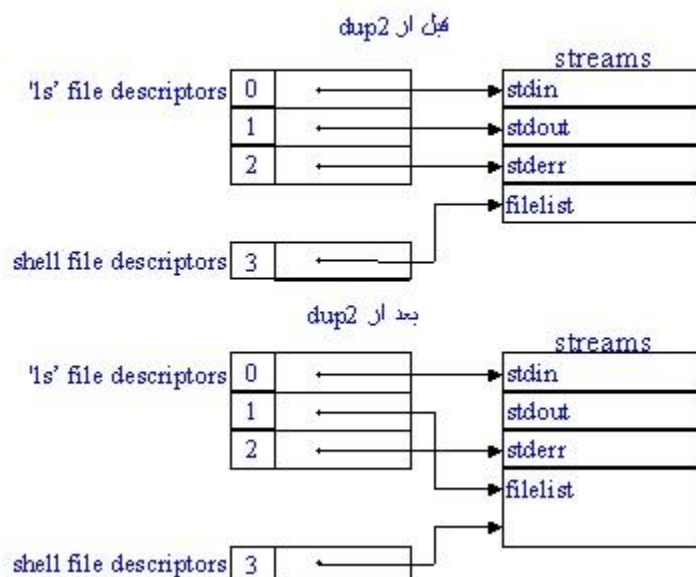 قبل از dup2
streams
'ls' file descriptors
0
stdin
1
stdout
2
stderr
filelist
shell file descriptors
3
بعد از dup2
streams
'ls' file descriptors
0
stdin
1
stdout
2
stderr
filelist
shell file descriptors
3